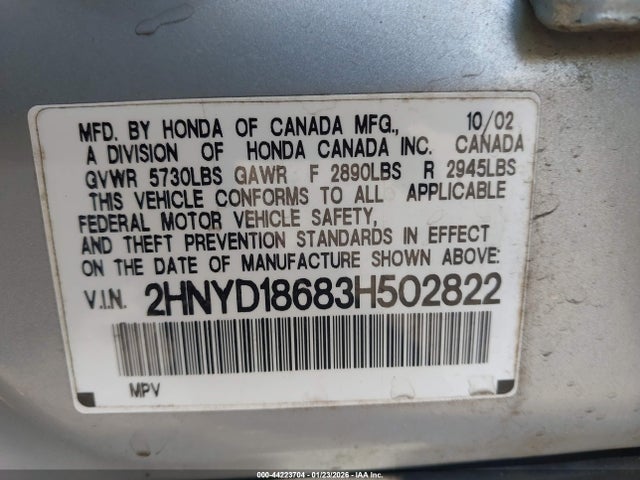 MFD. BY HONDA OF CANADA MFG., 10/02
A DIVISION OF HONDA CANADA INC. CANADA
GVWR 5730LBS GAWR F 2890LBS R 2945LBS
THIS VEHICLE CONFORMS TO ALL APPLICABLE
FEDERAL MOTOR VEHICLE SAFETY,
AND THEFT PREVENTION STANDARDS IN EFFECT
ON THE DATE OF MANUFACTURE SHOWN ABOVE:
V.I.N. 2HNYD18683H502822
MPV
000-44223704 - 01/23/2026 - IAA Inc.